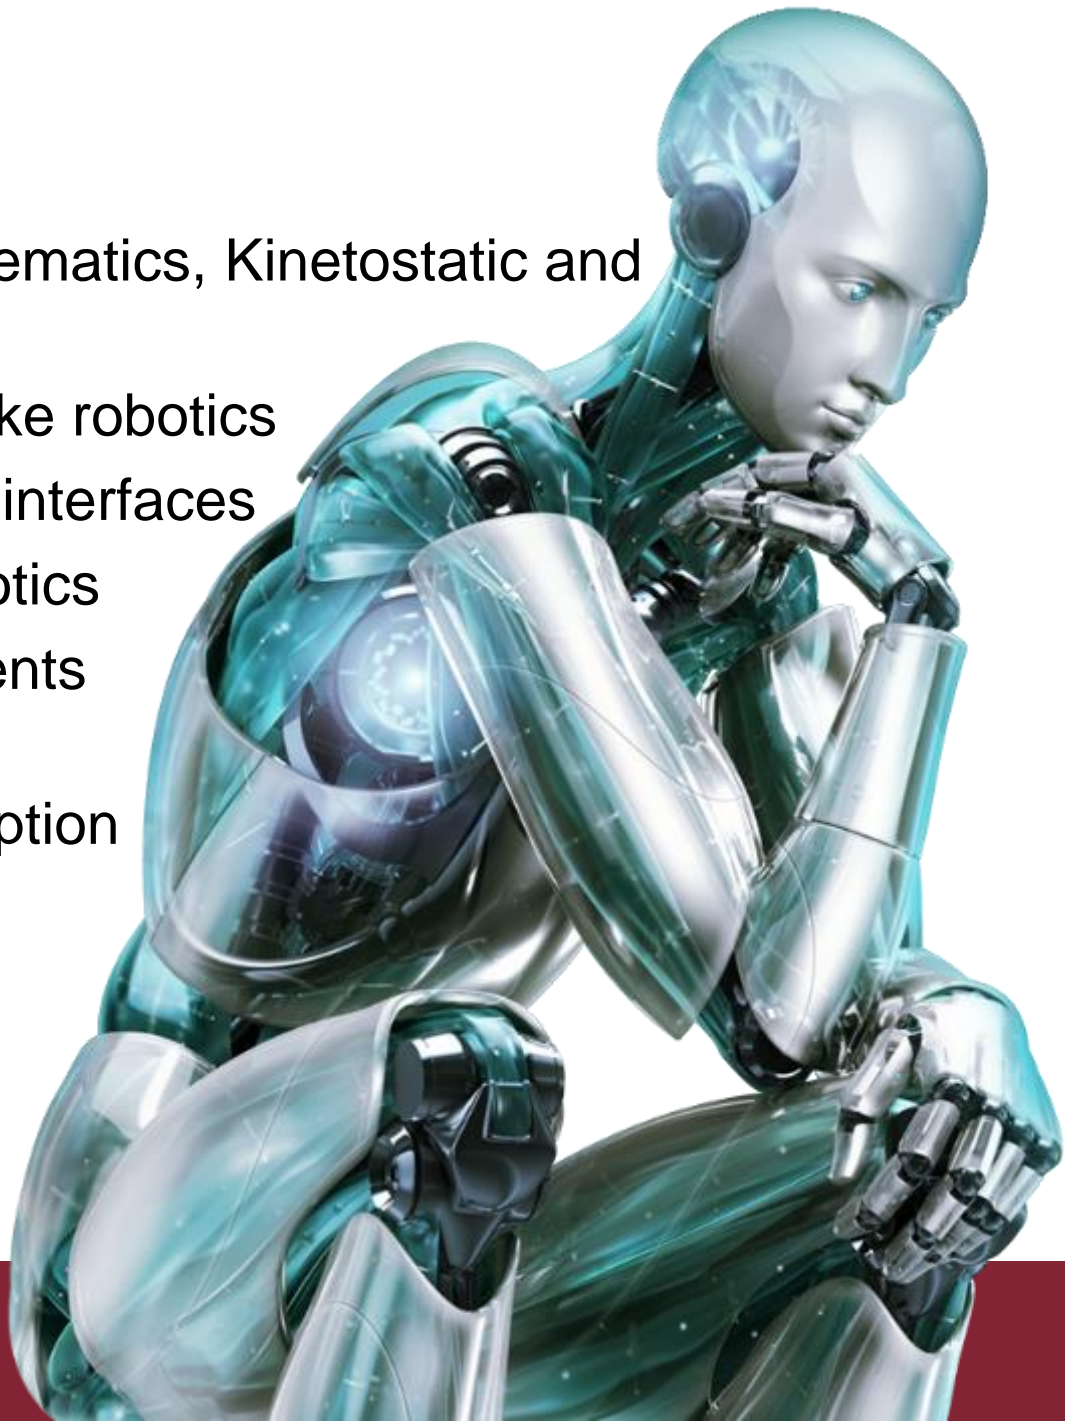 ematics, Kinetostatic and
ke robotics
interfaces
otics
ents
ption